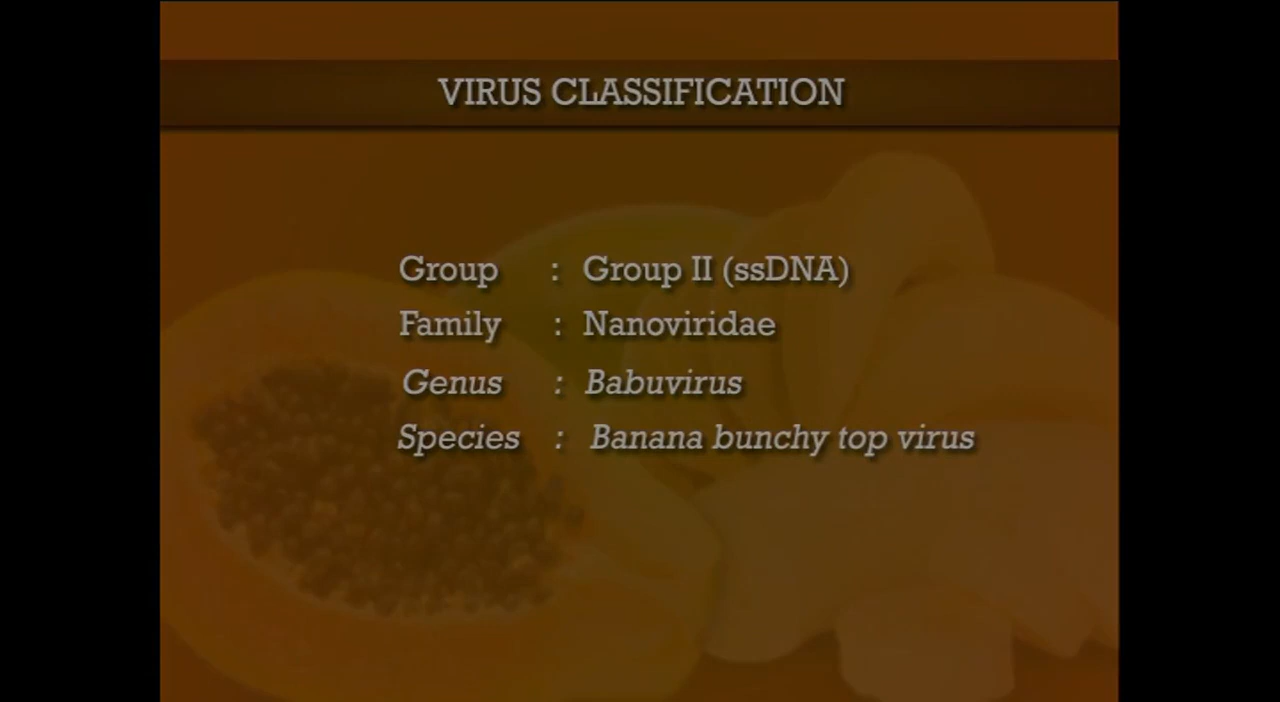 VIRUS CLASSIFICATION
Group : Group II (ssDNA)
Family : Nanoviridae
Genus : Babuvirus
Species : Banana bunchy top virus